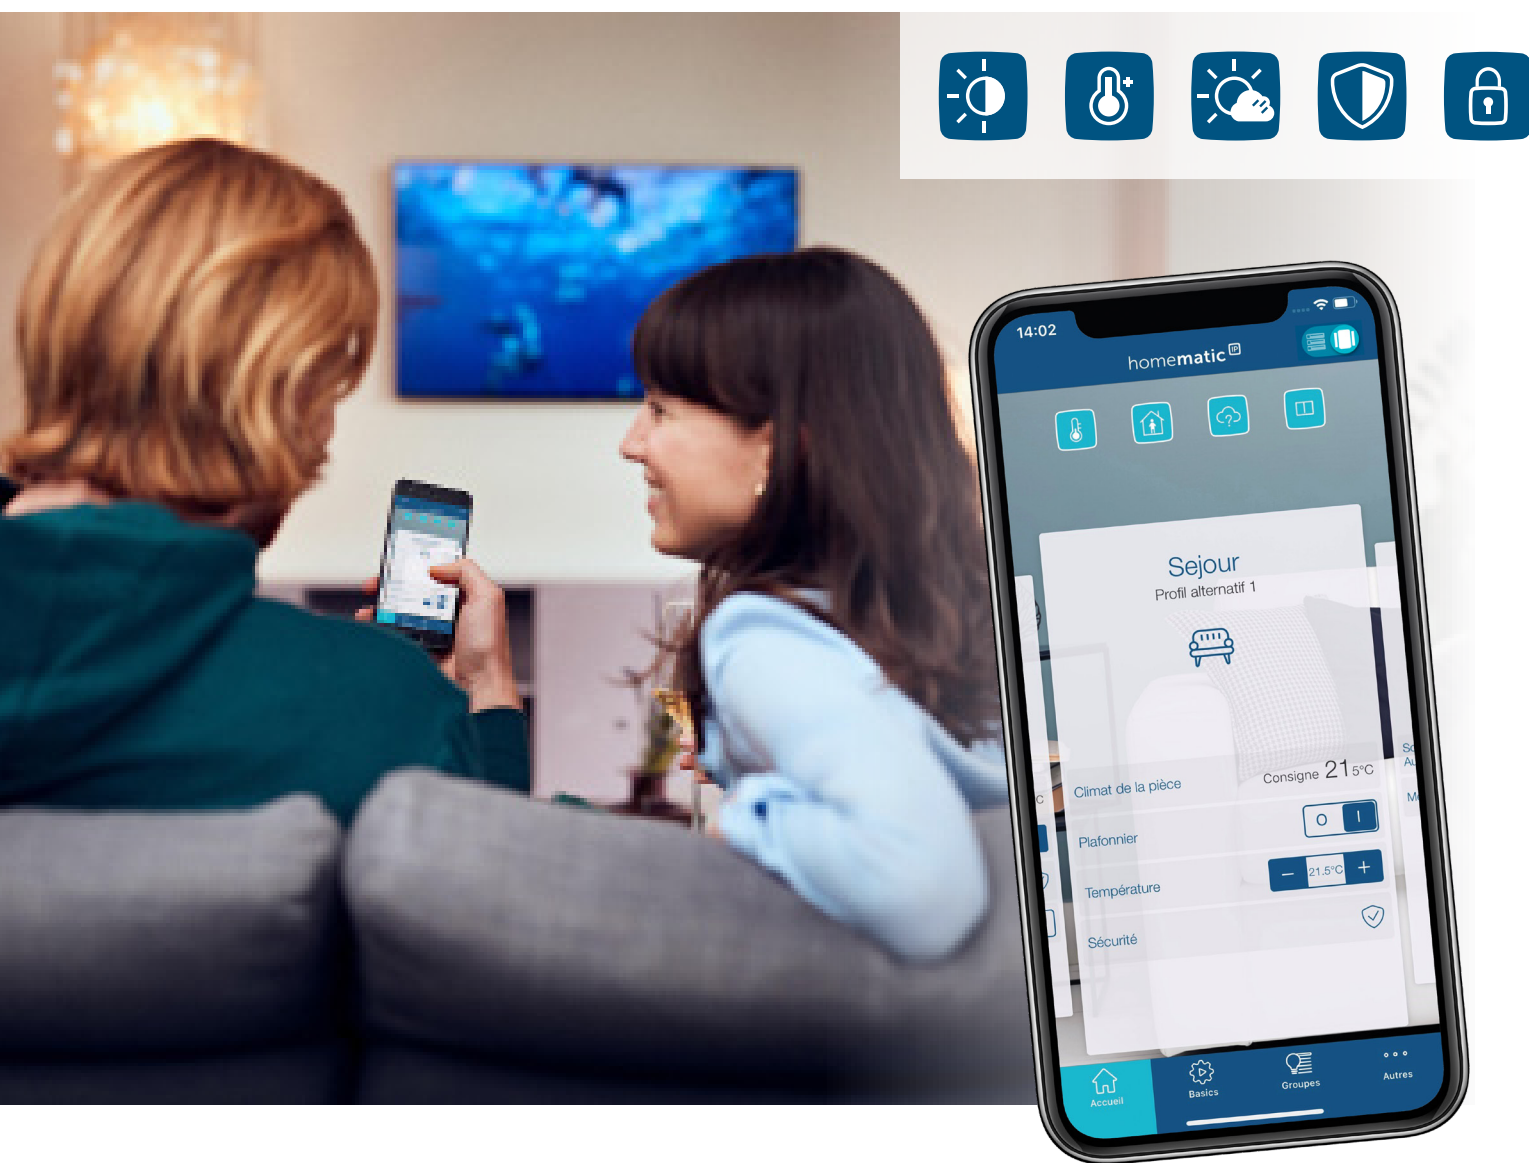 14:02
homematic IP
Sejour
Profil alternatif 1
Climat de la pièce
Consigne 21 5°C
Plafonnier
O I
Température
− 21.5°C +
Sécurité
C
Au
Accueil
Basics
Groupes
Autres